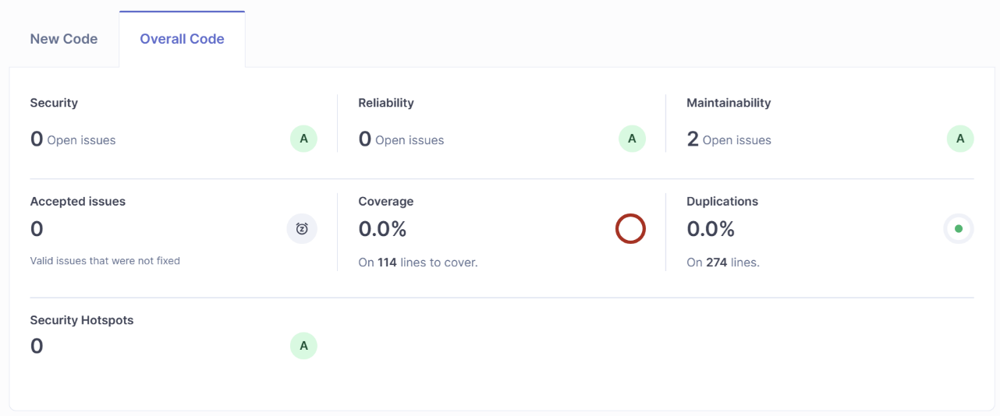 New Code Overall Code
Security Reliability Maintainability
0 Open issues A 0 Open issues A 2 Open issues A
Accepted issues Coverage Duplications
0 0.0% 0.0%
Valid issues that were not fixed On 114 lines to cover. On 274 lines.
Security Hotspots
0 A